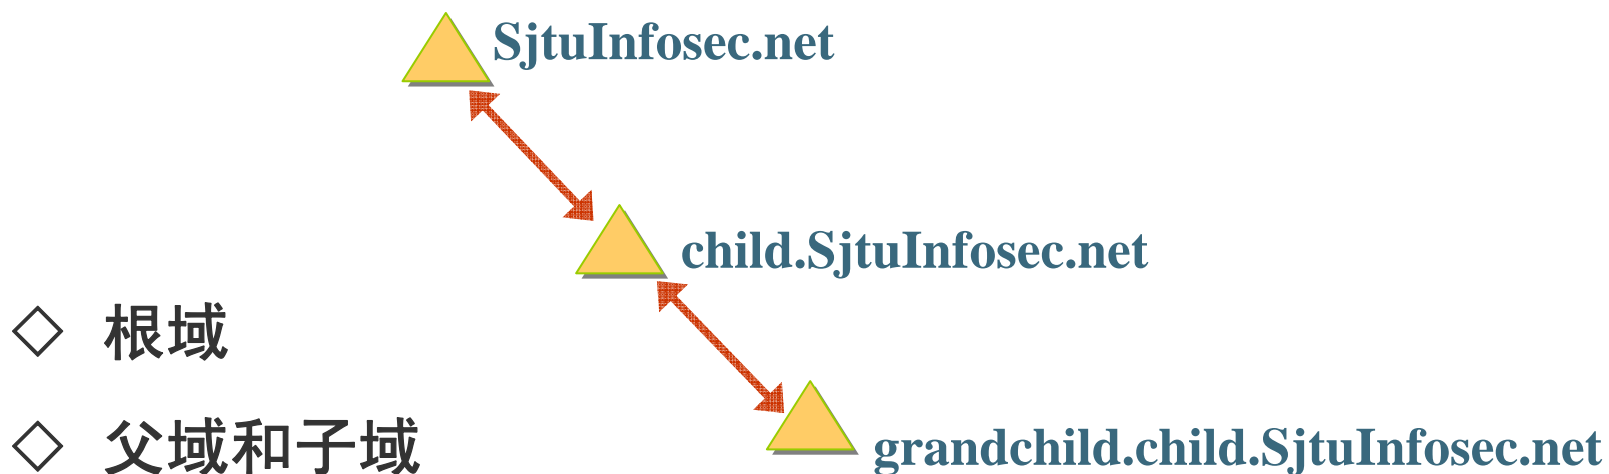 SjtuInfosec.net
child.SjtuInfosec.net
◇ 根域
◇ 父域和子域
grandchild.child.SjtuInfosec.net